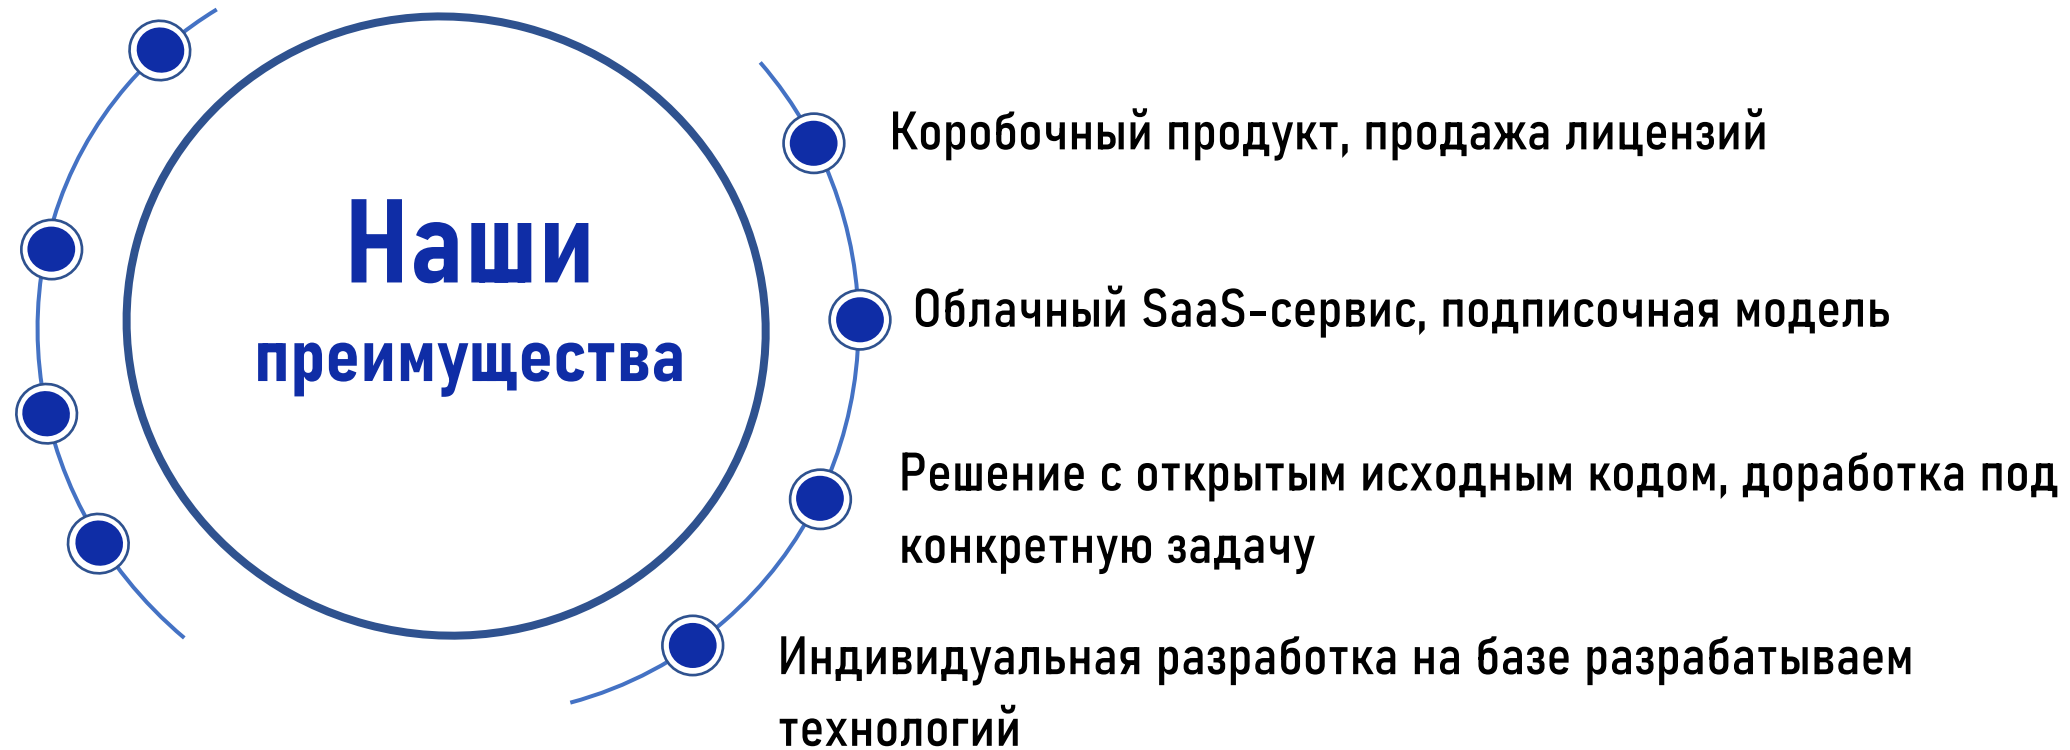 Наши
преимущества
Коробочный продукт, продажа лицензий
Облачный SaaS-сервис, подписочная модель
Решение с открытым исходным кодом, доработка под
конкретную задачу
Индивидуальная разработка на базе разрабатываем
технологий